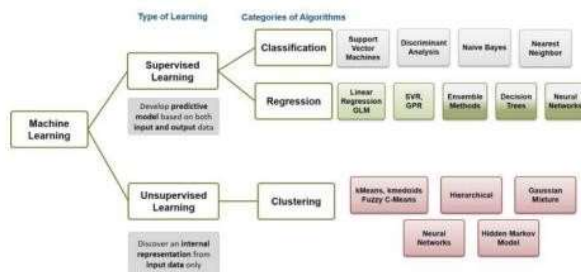 Type of Learning
Categories of Algorithms
Machine
Learning
Supervised
Learning
Develop predictive
model based on both
input and output data
Classification
Support
Vector
Machines
Discriminant
Analysis
Naive Bayes
Nearest
Neighbor
Regression
Linear
Regression
GLM
SVR,
GPR
Ensemble
Methods
Decision
Trees
Neural
Networks
Unsupervised
Learning
Discover an internal
representation from
input data only
Clustering
kMeans, kmedoids
Fuzzy C-Means
Hierarchical
Gaussian
Mixture
Neural
Networks
Hidden Markov
Model